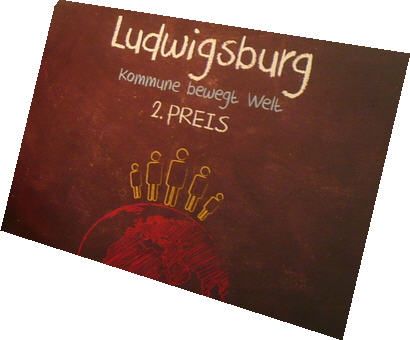 Ludwigsburg
Kommune bewegt Welt
2. PREIS